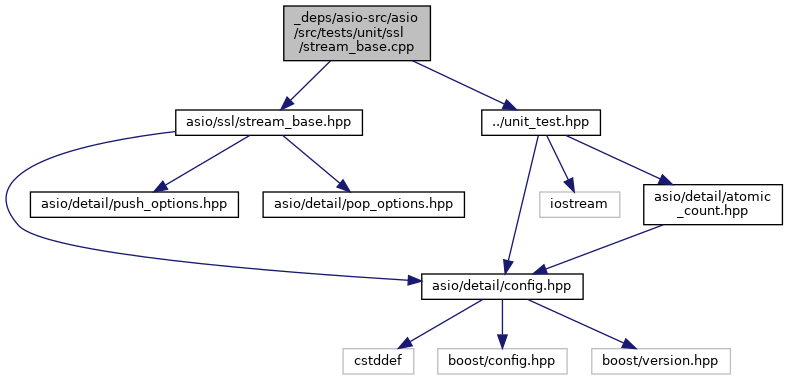 _deps/asio-src/asio
/src/tests/unit/ssl
/stream_base.cpp
asio/ssl/stream_base.hpp
../unit_test.hpp
asio/detail/push_options.hpp
asio/detail/pop_options.hpp
iostream
asio/detail/atomic
_count.hpp
asio/detail/config.hpp
cstddef
boost/config.hpp
boost/version.hpp